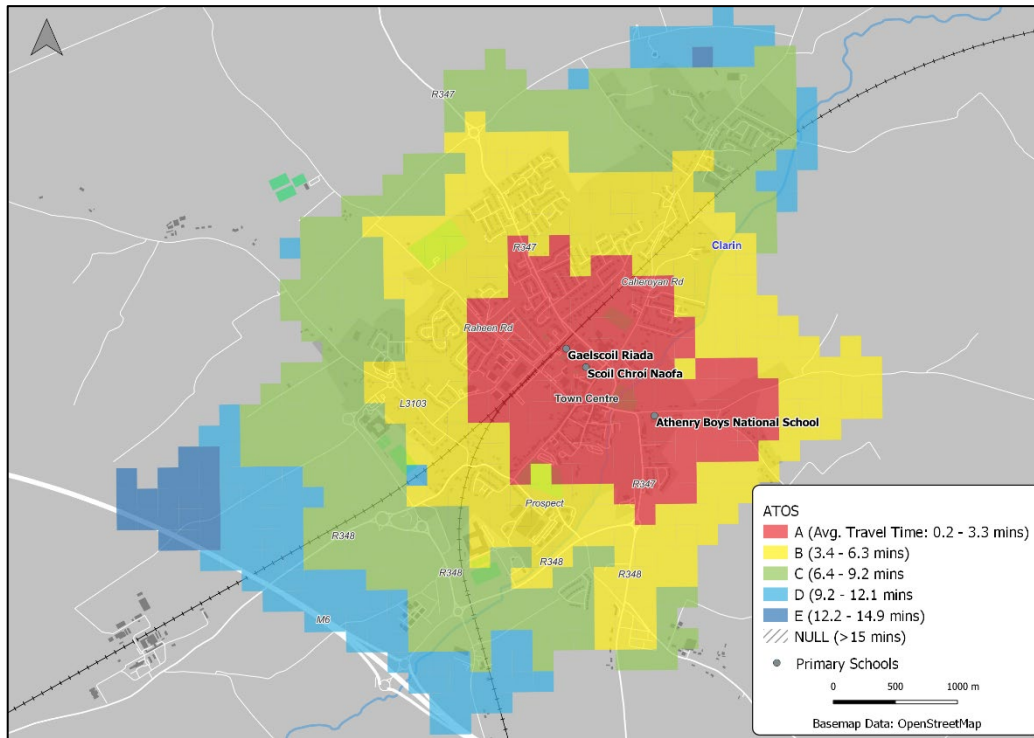 R347
Clarin
R347
Caheroyan Rd
Raheen Rd
Gaelscoil Riada
Scoil Chroi Naofa
Town Centre
L3103
Athenry Boys National School
R347
Prospect
R348
R348
R348
R348
M6
ATOS
A (Avg. Travel Time: 0.2 - 3.3 mins)
B (3.4 - 6.3 mins)
C (6.4 - 9.2 mins
D (9.2 - 12.1 mins)
E (12.2 - 14.9 mins)
NULL (>15 mins)
Primary Schools
0 500 1000 m
Basemap Data: OpenStreetMap